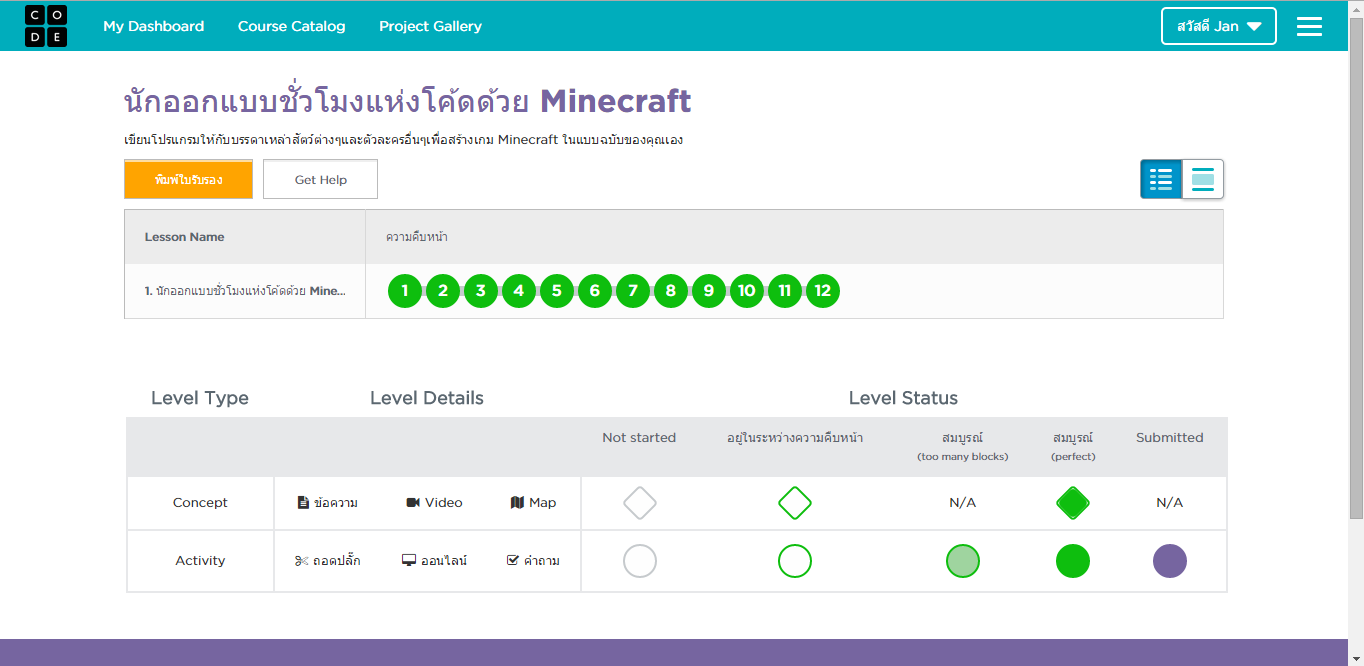 C O D E
My Dashboard Course Catalog Project Gallery สวัสดี Jan
นักออกแบบชั่วโมงแห่งโค้ดด้วย Minecraft
เขียนโปรแกรมให้กับบรรดาเหล่าสัตว์ต่างๆและตัวละครอื่นๆเพื่อสร้างเกม Minecraft ในแบบฉบับของคุณเอง
พิมพ์ใบรับรอง Get Help
Lesson Name ความคืบหน้า
1. นักออกแบบชั่วโมงแห่งโค้ดด้วย Mine... 1 2 3 4 5 6 7 8 9 10 11 12
Level Type Level Details Level Status
Not started อยู่ในระหว่างความคืบหน้า สมบูรณ์ (too many blocks) สมบูรณ์ (perfect) Submitted
Concept ข้อความ Video Map N/A N/A
Activity ถอดปลั๊ก ออนไลน์ คำถาม